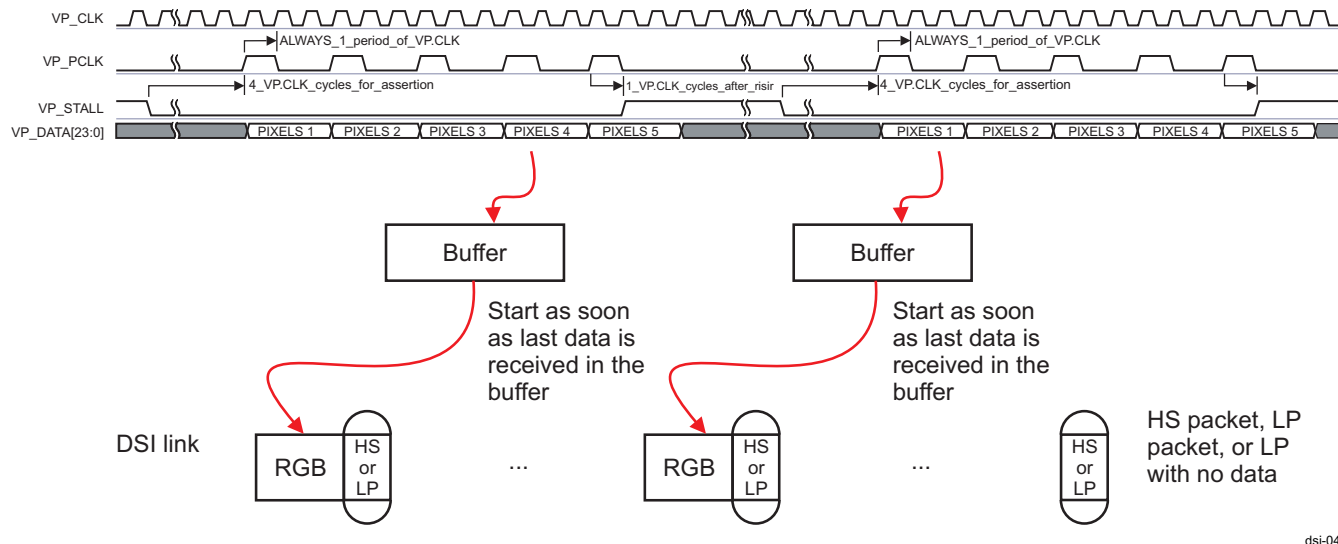 VP_CLK
ALWAYS_1_period_of_VP.CLK ALWAYS_1_period_of_VP.CLK
VP_PCLK
4_VP.CLK_cycles_for_assertion 1_VP.CLK_cycles_after_risir 4_VP.CLK_cycles_for_assertion
VP_STALL
VP_DATA[23:0] PIXELS 1 PIXELS 2 PIXELS 3 PIXELS 4 PIXELS 5 PIXELS 1 PIXELS 2 PIXELS 3 PIXELS 4 PIXELS 5
Buffer Buffer
Start as soon
as last data is
received in the
buffer
Start as soon
as last data is
received in the
buffer
DSI link
RGB
HS
or
LP
...
RGB
HS
or
LP
...
HS
or
LP
HS packet, LP
packet, or LP
with no data
dsi-04